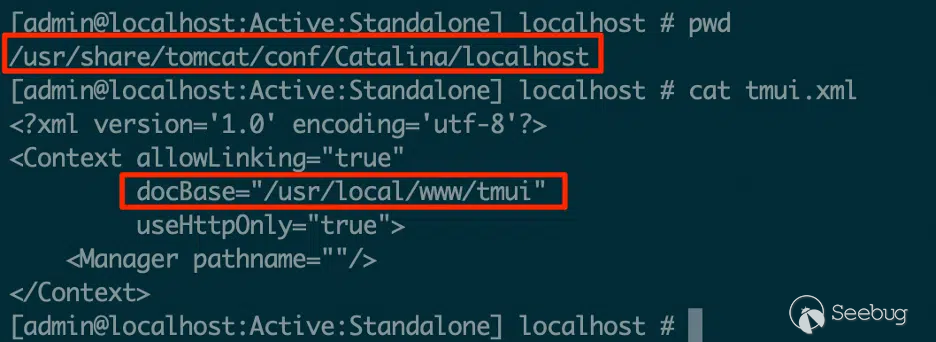 [admin@localhost:Active:Standalone] localhost # pwd
/usr/share/tomcat/conf/Catalina/localhost
[admin@localhost:Active:Standalone] localhost # cat tmui.xml
<?xml version='1.0' encoding='utf-8'?>
<Context allowLinking="true"
         docBase="/usr/local/www/tmui"
         useHttpOnly="true">
    <Manager pathname=""/>
</Context>
[admin@localhost:Active:Standalone] localhost #
Seebug